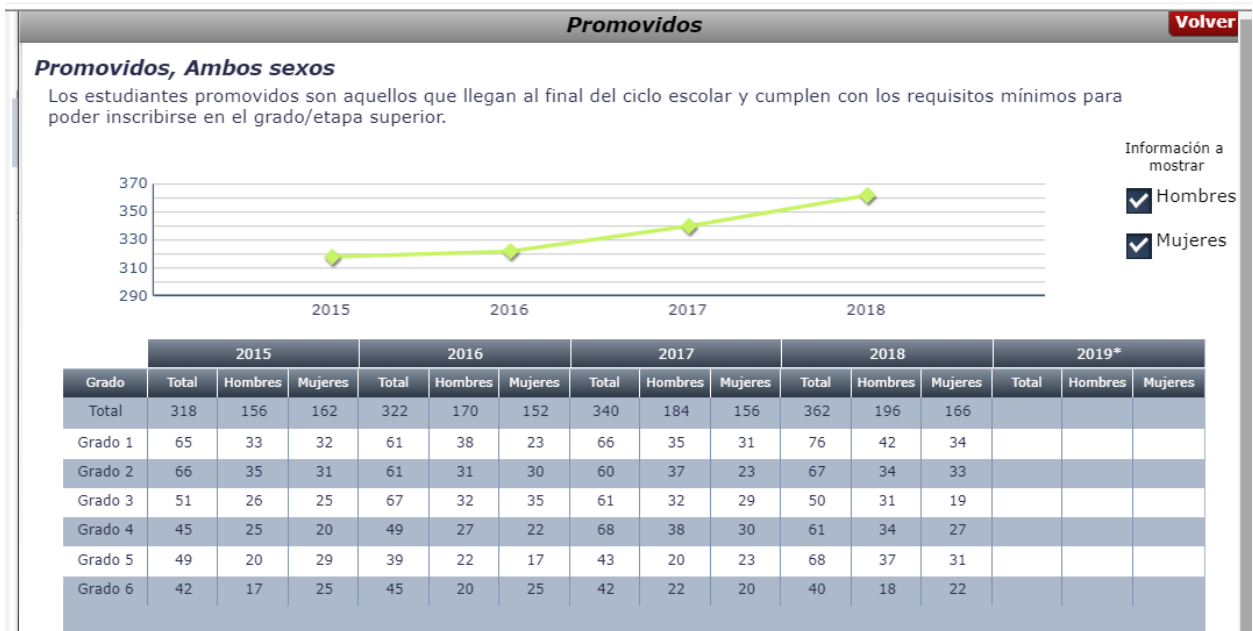 Promovidos
Volver
Promovidos, Ambos sexos
Los estudiantes promovidos son aquellos que llegan al final del ciclo escolar y cumplen con los requisitos mínimos para
poder inscribirse en el grado/etapa superior.
Información a
mostrar
Hombres
Mujeres
370
350
330
310
290
2015 2016 2017 2018
2015 2016 2017 2018 2019*
Grado Total Hombres Mujeres Total Hombres Mujeres Total Hombres Mujeres Total Hombres Mujeres Total Hombres Mujeres
Total 318 156 162 322 170 152 340 184 156 362 196 166
Grado 1 65 33 32 61 38 23 66 35 31 76 42 34
Grado 2 66 35 31 61 31 30 60 37 23 67 34 33
Grado 3 51 26 25 67 32 35 61 32 29 50 31 19
Grado 4 45 25 20 49 27 22 68 38 30 61 34 27
Grado 5 49 20 29 39 22 17 43 20 23 68 37 31
Grado 6 42 17 25 45 20 25 42 22 20 40 18 22